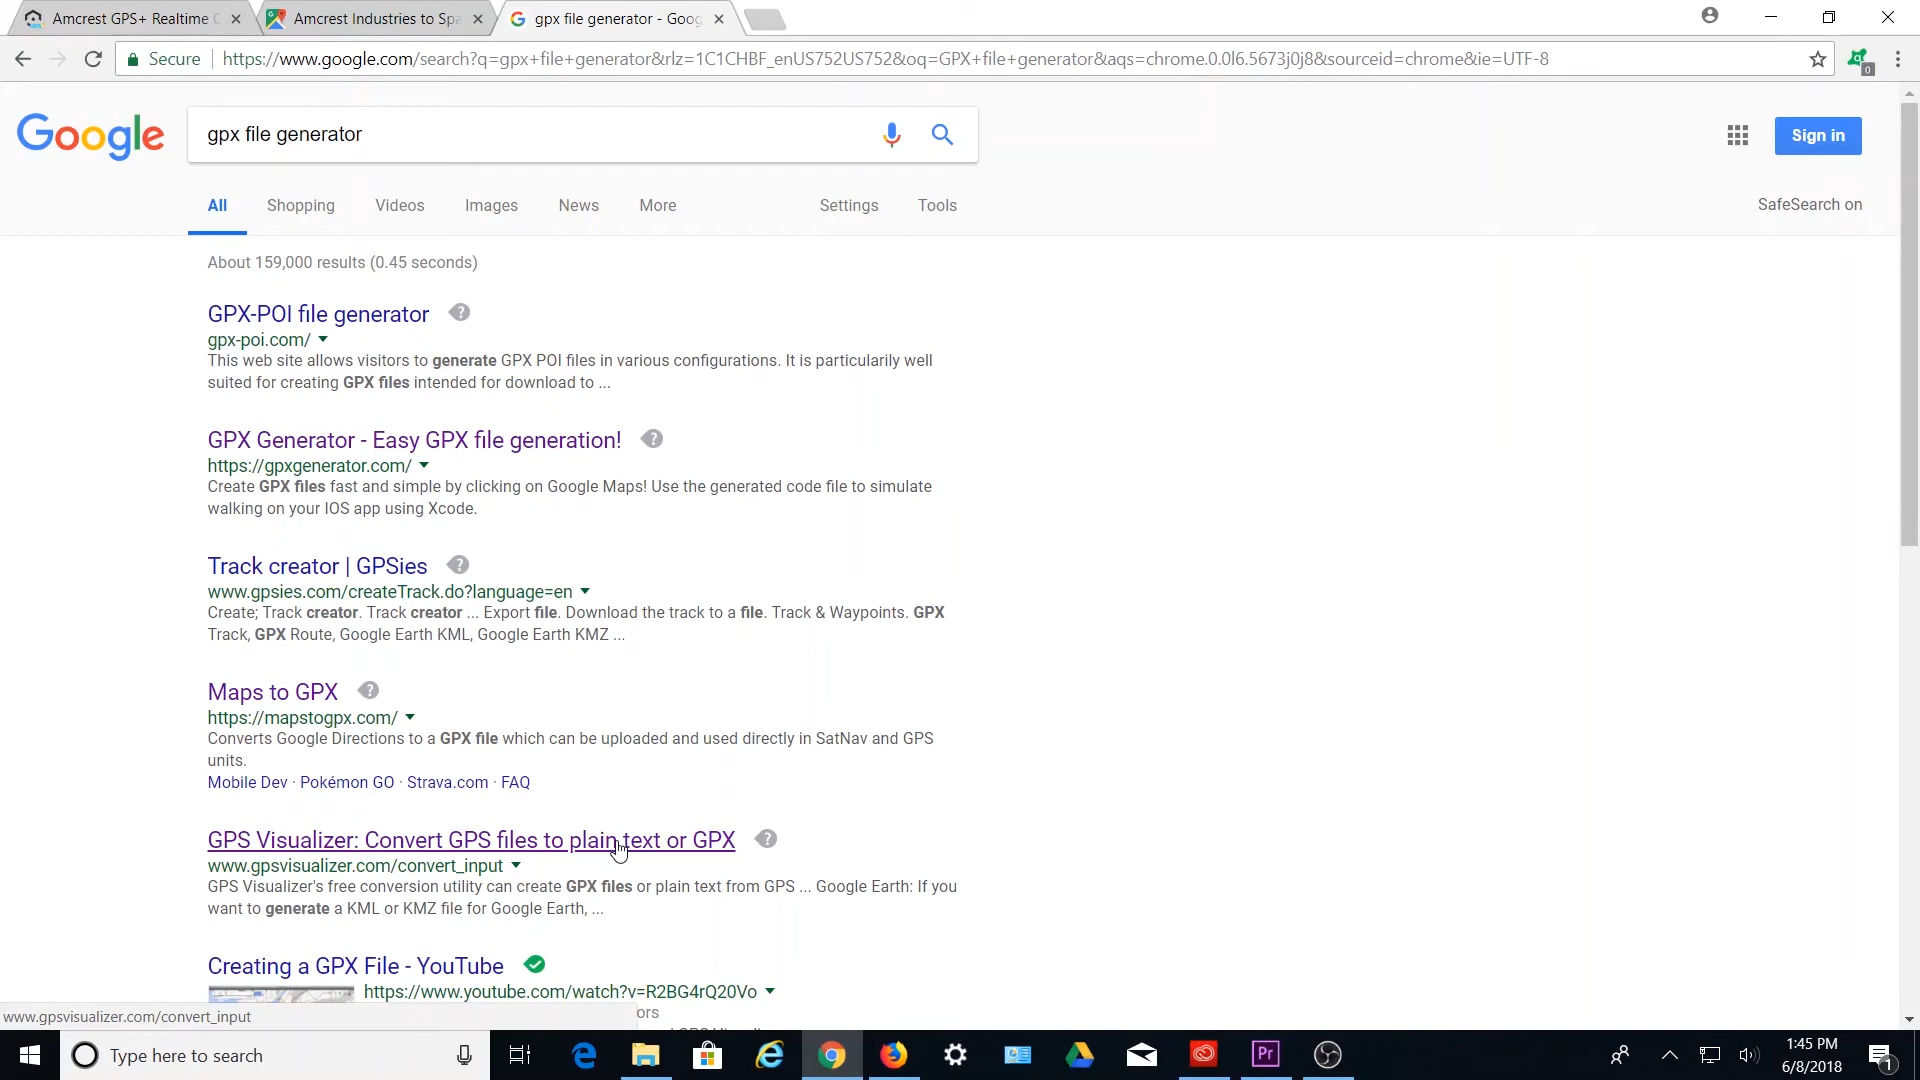 Amcrest GPS+ Realtime
Amcrest Industries to Spa
gpx file generator - Goog
Secure
https://www.google.com/search?q=gpx+file+generator&rlz=1C1CHBF_enUS752US752&oq=GPX+file+generator&aqs=chrome.0.0l6.5673j0j8&sourceid=chrome&ie=UTF-8
0
Google
gpx file generator
Sign in
All
Shopping
Videos
Images
News
More
Settings
Tools
SafeSearch on
About 159,000 results (0.45 seconds)
GPX-POI file generator
gpx-poi.com/
This web site allows visitors to generate GPX POI files in various configurations. It is particularily well
suited for creating GPX files intended for download to ...
GPX Generator - Easy GPX file generation!
https://gpxgenerator.com/
Create GPX files fast and simple by clicking on Google Maps! Use the generated code file to simulate
walking on your IOS app using Xcode.
Track creator | GPSies
www.gpsies.com/createTrack.do?language=en
Create; Track creator. Track creator ... Export file. Download the track to a file. Track & Waypoints. GPX
Track, GPX Route, Google Earth KML, Google Earth KMZ ...
Maps to GPX
https://mapstogpx.com/
Converts Google Directions to a GPX file which can be uploaded and used directly in SatNav and GPS
units.
Mobile Dev · Pokémon GO · Strava.com · FAQ
GPS Visualizer: Convert GPS files to plain text or GPX
www.gpsvisualizer.com/convert_input
GPS Visualizer's free conversion utility can create GPX files or plain text from GPS ... Google Earth: If you
want to generate a KML or KMZ file for Google Earth, ...
Creating a GPX File - YouTube
https://www.youtube.com/watch?v=R2BG4rQ20Vo
ors
www.gpsvisualizer.com/convert_input
Type here to search
Pr
1:45 PM
6/8/2018
1